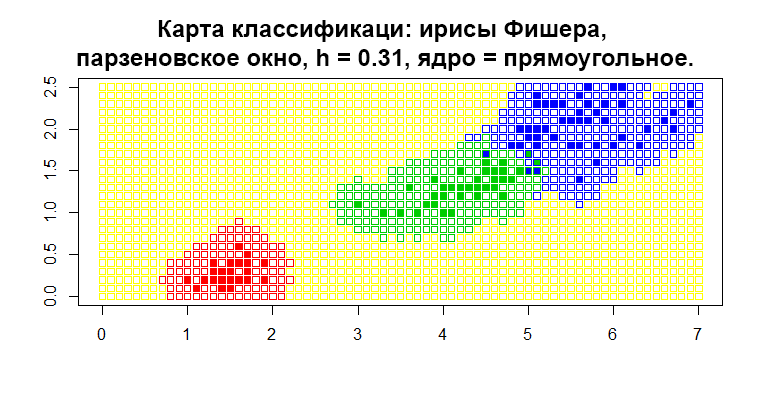 Карта классификаци: ирисы Фишера,
парзеновское окно, h = 0.31, ядро = прямоугольное.
2.5
2.0
1.5
1.0
0.5
0.0
0 1 2 3 4 5 6 7